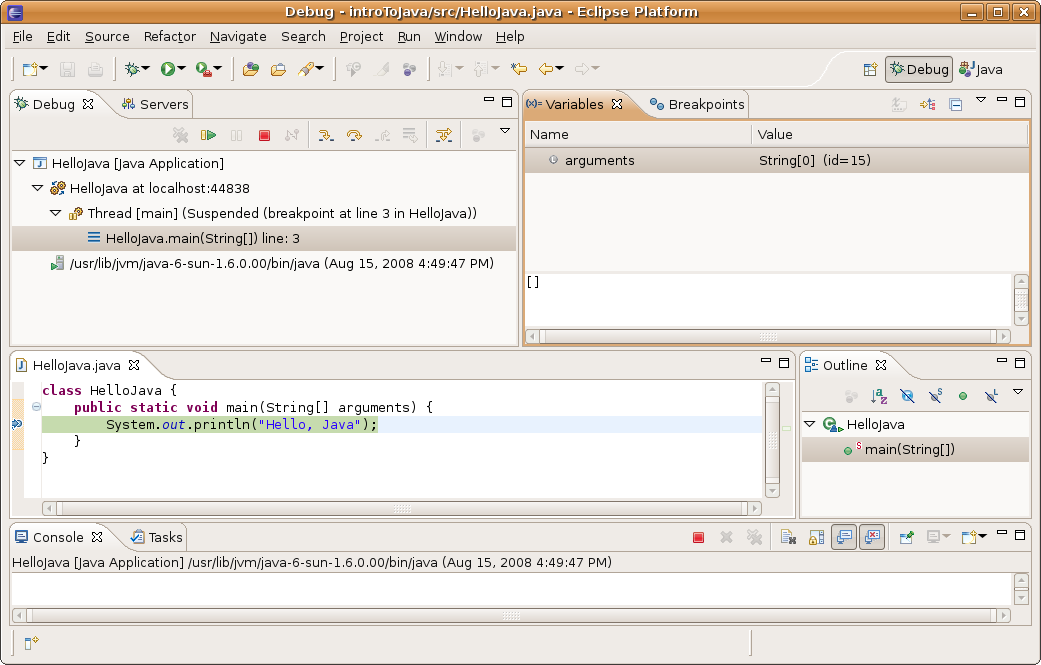 Debug - introToJava/src/HelloJava.java - Eclipse Platform
File Edit Source Refactor Navigate Search Project Run Window Help
Debug Java
Debug Servers
HelloJava [Java Application]
HelloJava at localhost:44838
Thread [main] (Suspended (breakpoint at line 3 in HelloJava))
HelloJava.main(String[]) line: 3
/usr/lib/jvm/java-6-sun-1.6.0.00/bin/java (Aug 15, 2008 4:49:47 PM)
(x)= Variables Breakpoints
Name Value
arguments String[0] (id=15)
[]
HelloJava.java
class HelloJava {
public static void main(String[] arguments) {
System.out.println("Hello, Java");
}
}
Outline
HelloJava
main(String[])
Console Tasks
HelloJava [Java Application] /usr/lib/jvm/java-6-sun-1.6.0.00/bin/java (Aug 15, 2008 4:49:47 PM)